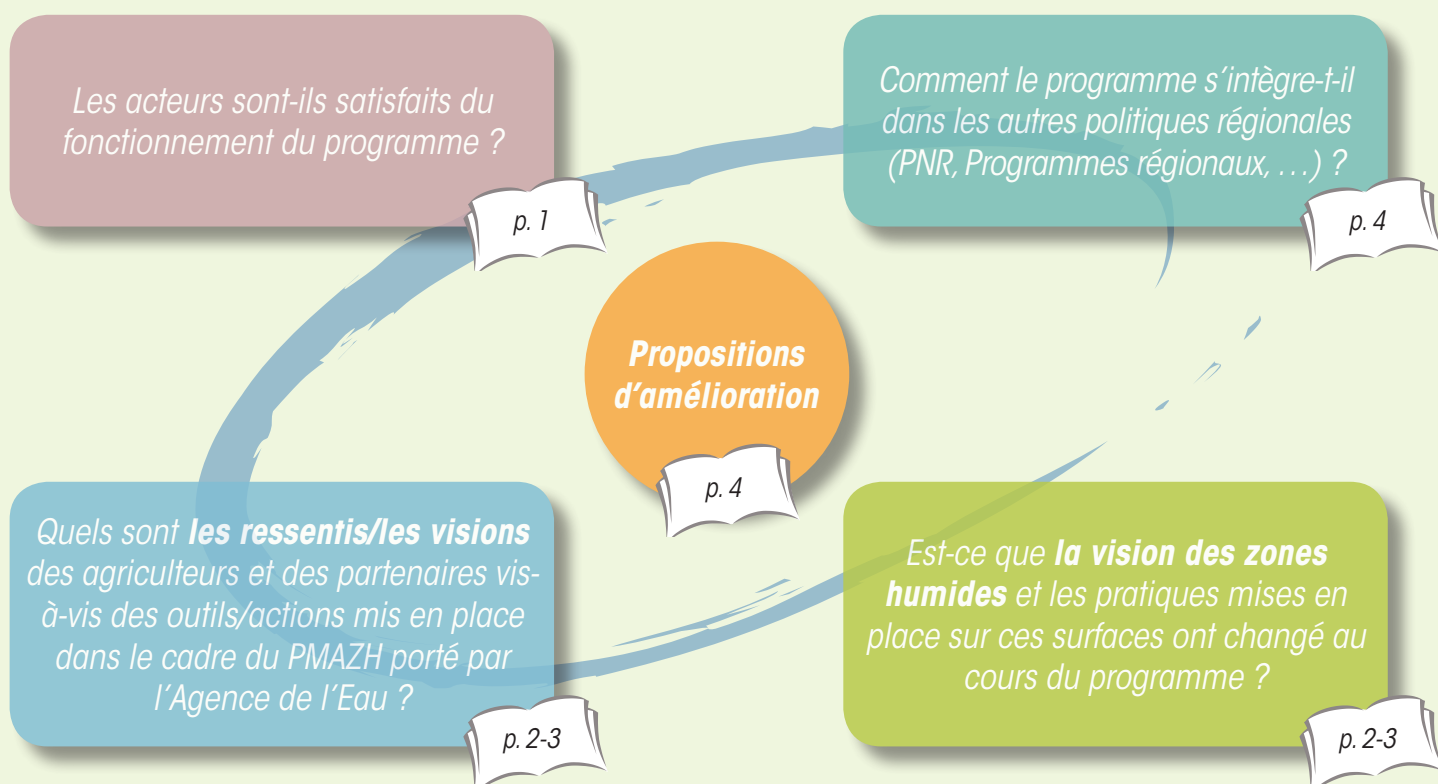 Les acteurs sont-ils satisfaits du
fonctionnement du programme ?
p. 1
Comment le programme s’intègre-t-il
dans les autres politiques régionales
(PNR, Programmes régionaux, …) ?
p. 4
Propositions
d’amélioration
p. 4
Quels sont les ressentis/les visions
des agriculteurs et des partenaires vis-
à-vis des outils/actions mis en place
dans le cadre du PMAZH porté par
l’Agence de l’Eau ?
p. 2-3
Est-ce que la vision des zones
humides et les pratiques mises en
place sur ces surfaces ont changé au
cours du programme ?
p. 2-3